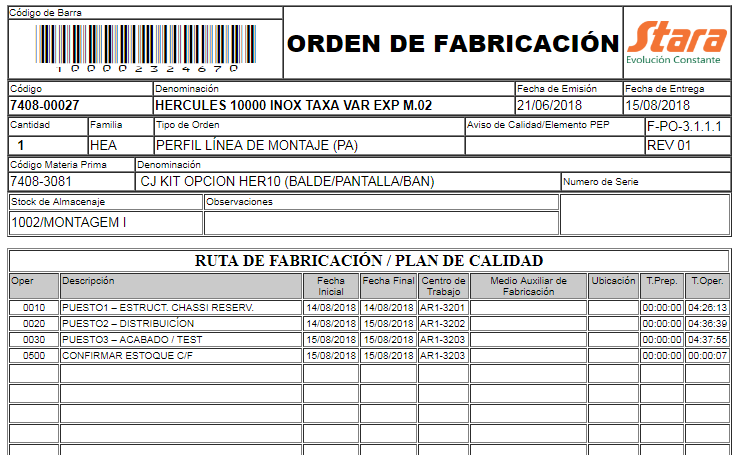 Código de Barra
100002324670
ORDEN DE FABRICACIÓN
Stara
Evolución Constante
Código Denominación Fecha de Emisión Fecha de Entrega
7408-00027 HERCULES 10000 INOX TAXA VAR EXP M.02 21/06/2018 15/08/2018
Cantidad Familia Tipo de Orden Aviso de Calidad/Elemento PEP F-PO-3.1.1.1
1 HEA PERFIL LÍNEA DE MONTAJE (PA) REV 01
Código Materia Prima Denominación
7408-3081 CJ KIT OPCION HER10 (BALDE/PANTALLA/BAN) Numero de Serie
Stock de Almacenaje Observaciones
1002/MONTAGEM I
RUTA DE FABRICACIÓN / PLAN DE CALIDAD
Oper Descripción Fecha Inicial Fecha Final Centro de Trabajo Medio Auxiliar de Fabricación Ubicación T.Prep. T.Oper.
0010 PUESTO1 – ESTRUCT. CHASSI RESERV. 14/08/2018 14/08/2018 AR1-3201 00:00:00 04:26:13
0020 PUESTO2 – DISTRIBUICÍON 14/08/2018 15/08/2018 AR1-3202 00:00:00 04:36:39
0030 PUESTO3 – ACABADO / TEST 15/08/2018 15/08/2018 AR1-3203 00:00:00 04:37:55
0500 CONFIRMAR ESTOQUE C/F 15/08/2018 15/08/2018 AR1-3203 00:00:00 00:00:07